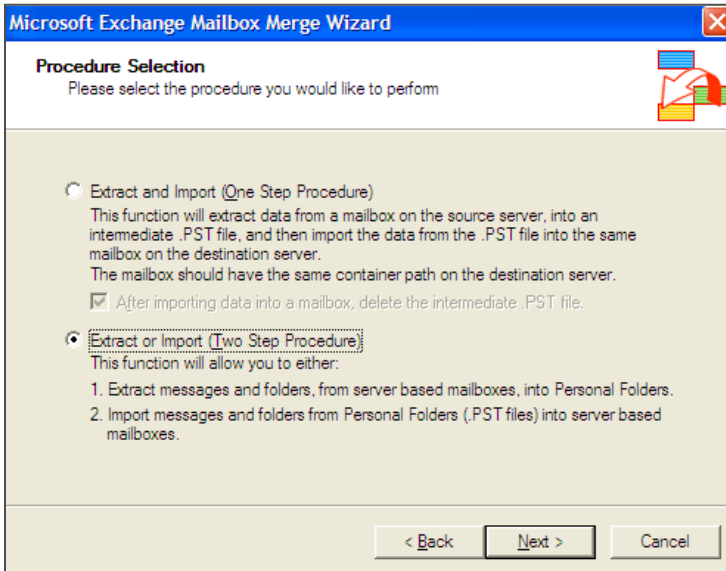 Microsoft Exchange Mailbox Merge Wizard
Procedure Selection
Please select the procedure you would like to perform
Extract and Import (One Step Procedure)
This function will extract data from a mailbox on the source server, into an
intermediate .PST file, and then import the data from the .PST file into the same
mailbox on the destination server.
The mailbox should have the same container path on the destination server.
After importing data into a mailbox, delete the intermediate .PST file.
Extract or Import (Two Step Procedure)
This function will allow you to either:
1. Extract messages and folders, from server based mailboxes, into Personal Folders.
2. Import messages and folders from Personal Folders (.PST files) into server based
mailboxes.
< Back Next > Cancel